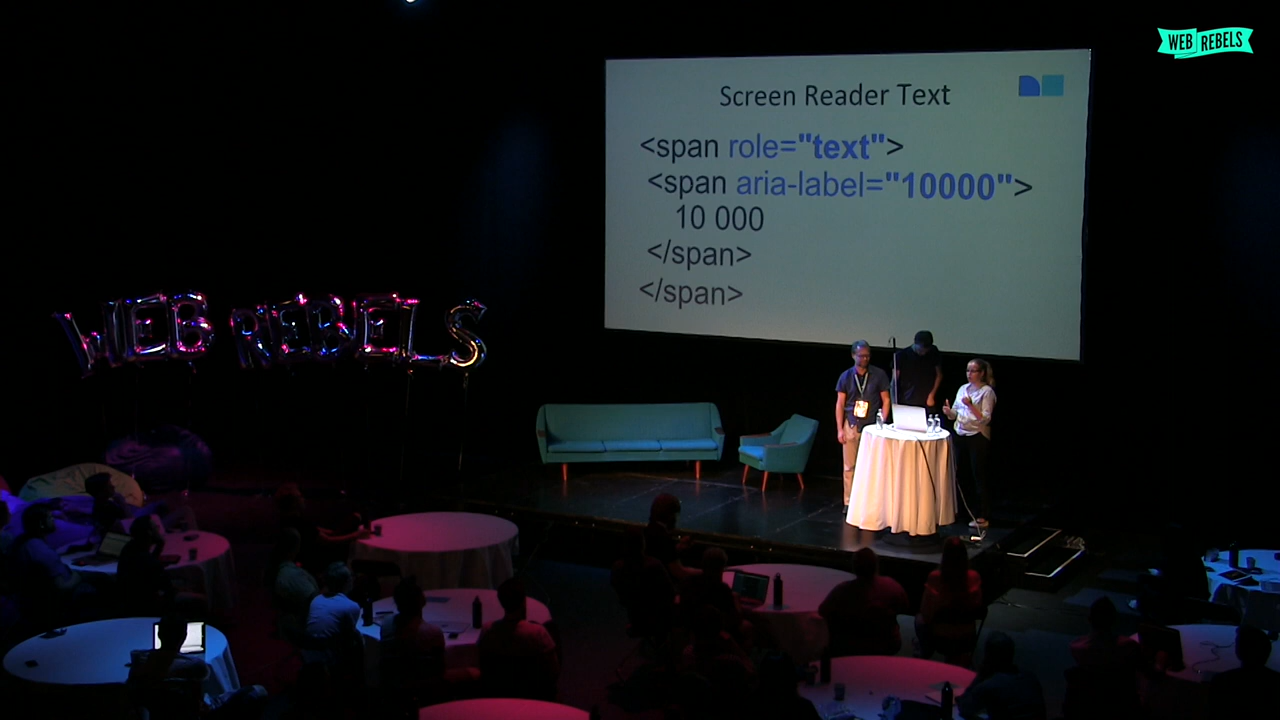 WEB REBELS
Screen Reader Text
<span role="text">
<span aria-label="10000">
10 000
</span>
</span>
WEB REBELS